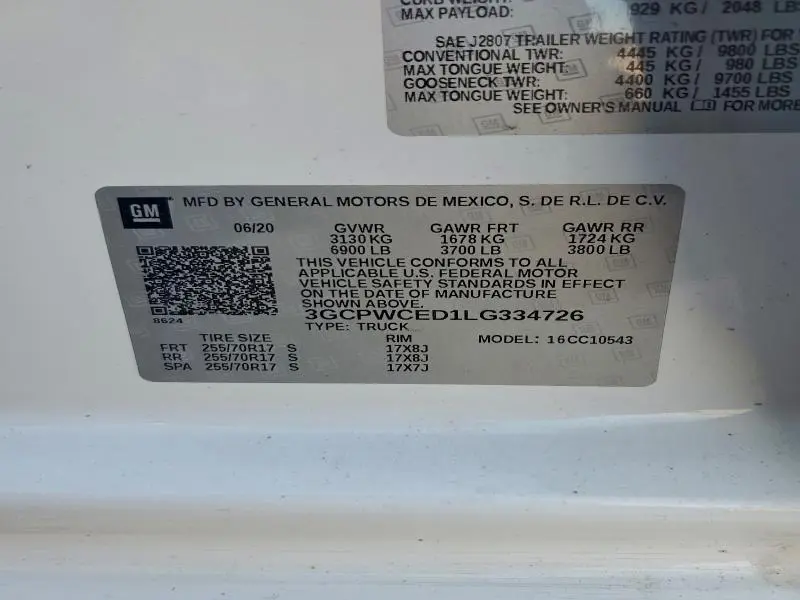 MAX PAYLOAD: 929 KG / 2048 LBS
SAE J2807 TRAILER WEIGHT RATING (TWR) FOR
CONVENTIONAL TWR: 4445 KG / 9800 LBS
MAX TONGUE WEIGHT: 445 KG / 980 LBS
GOOSENECK TWR: 4400 KG / 9700 LBS
MAX TONGUE WEIGHT: 660 KG / 1455 LBS
SEE OWNER'S MANUAL FOR MORE
GM MFD BY GENERAL MOTORS DE MEXICO, S. DE R.L. DE C.V.
06/20 GVWR GAWR FRT GAWR RR
3130 KG 1678 KG 1724 KG
6900 LB 3700 LB 3800 LB
THIS VEHICLE CONFORMS TO ALL
APPLICABLE U.S. FEDERAL MOTOR
VEHICLE SAFETY STANDARDS IN EFFECT
ON THE DATE OF MANUFACTURE
SHOWN ABOVE.
8624
3GCPWCED1LG334726
TYPE: TRUCK
MODEL: 16CC10543
TIRE SIZE RIM
FRT 255/70R17 S 17X8J
RR 255/70R17 S 17X8J
SPA 255/70R17 S 17X7J